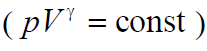 ( pV^γ = const )